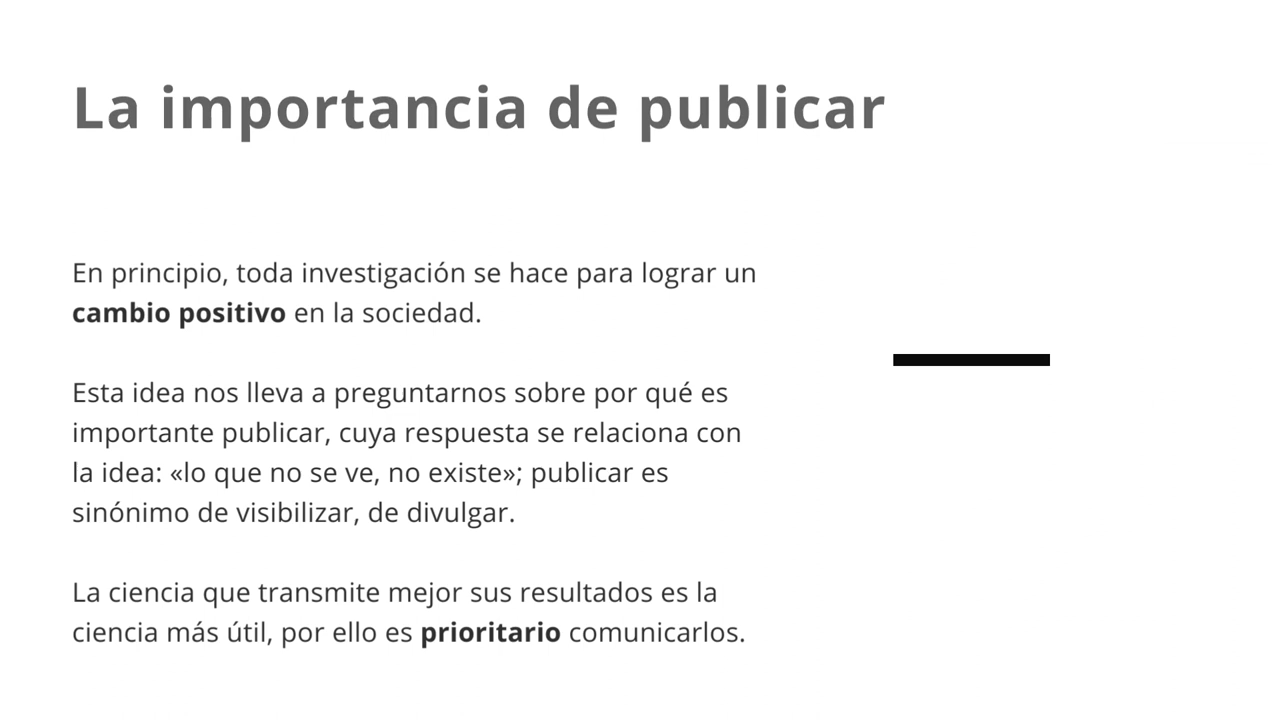 La importancia de publicar
En principio, toda investigación se hace para lograr un
cambio positivo en la sociedad.
Esta idea nos lleva a preguntarnos sobre por qué es
importante publicar, cuya respuesta se relaciona con
la idea: «lo que no se ve, no existe»; publicar es
sinónimo de visibilizar, de divulgar.
La ciencia que transmite mejor sus resultados es la
ciencia más útil, por ello es prioritario comunicarlos.